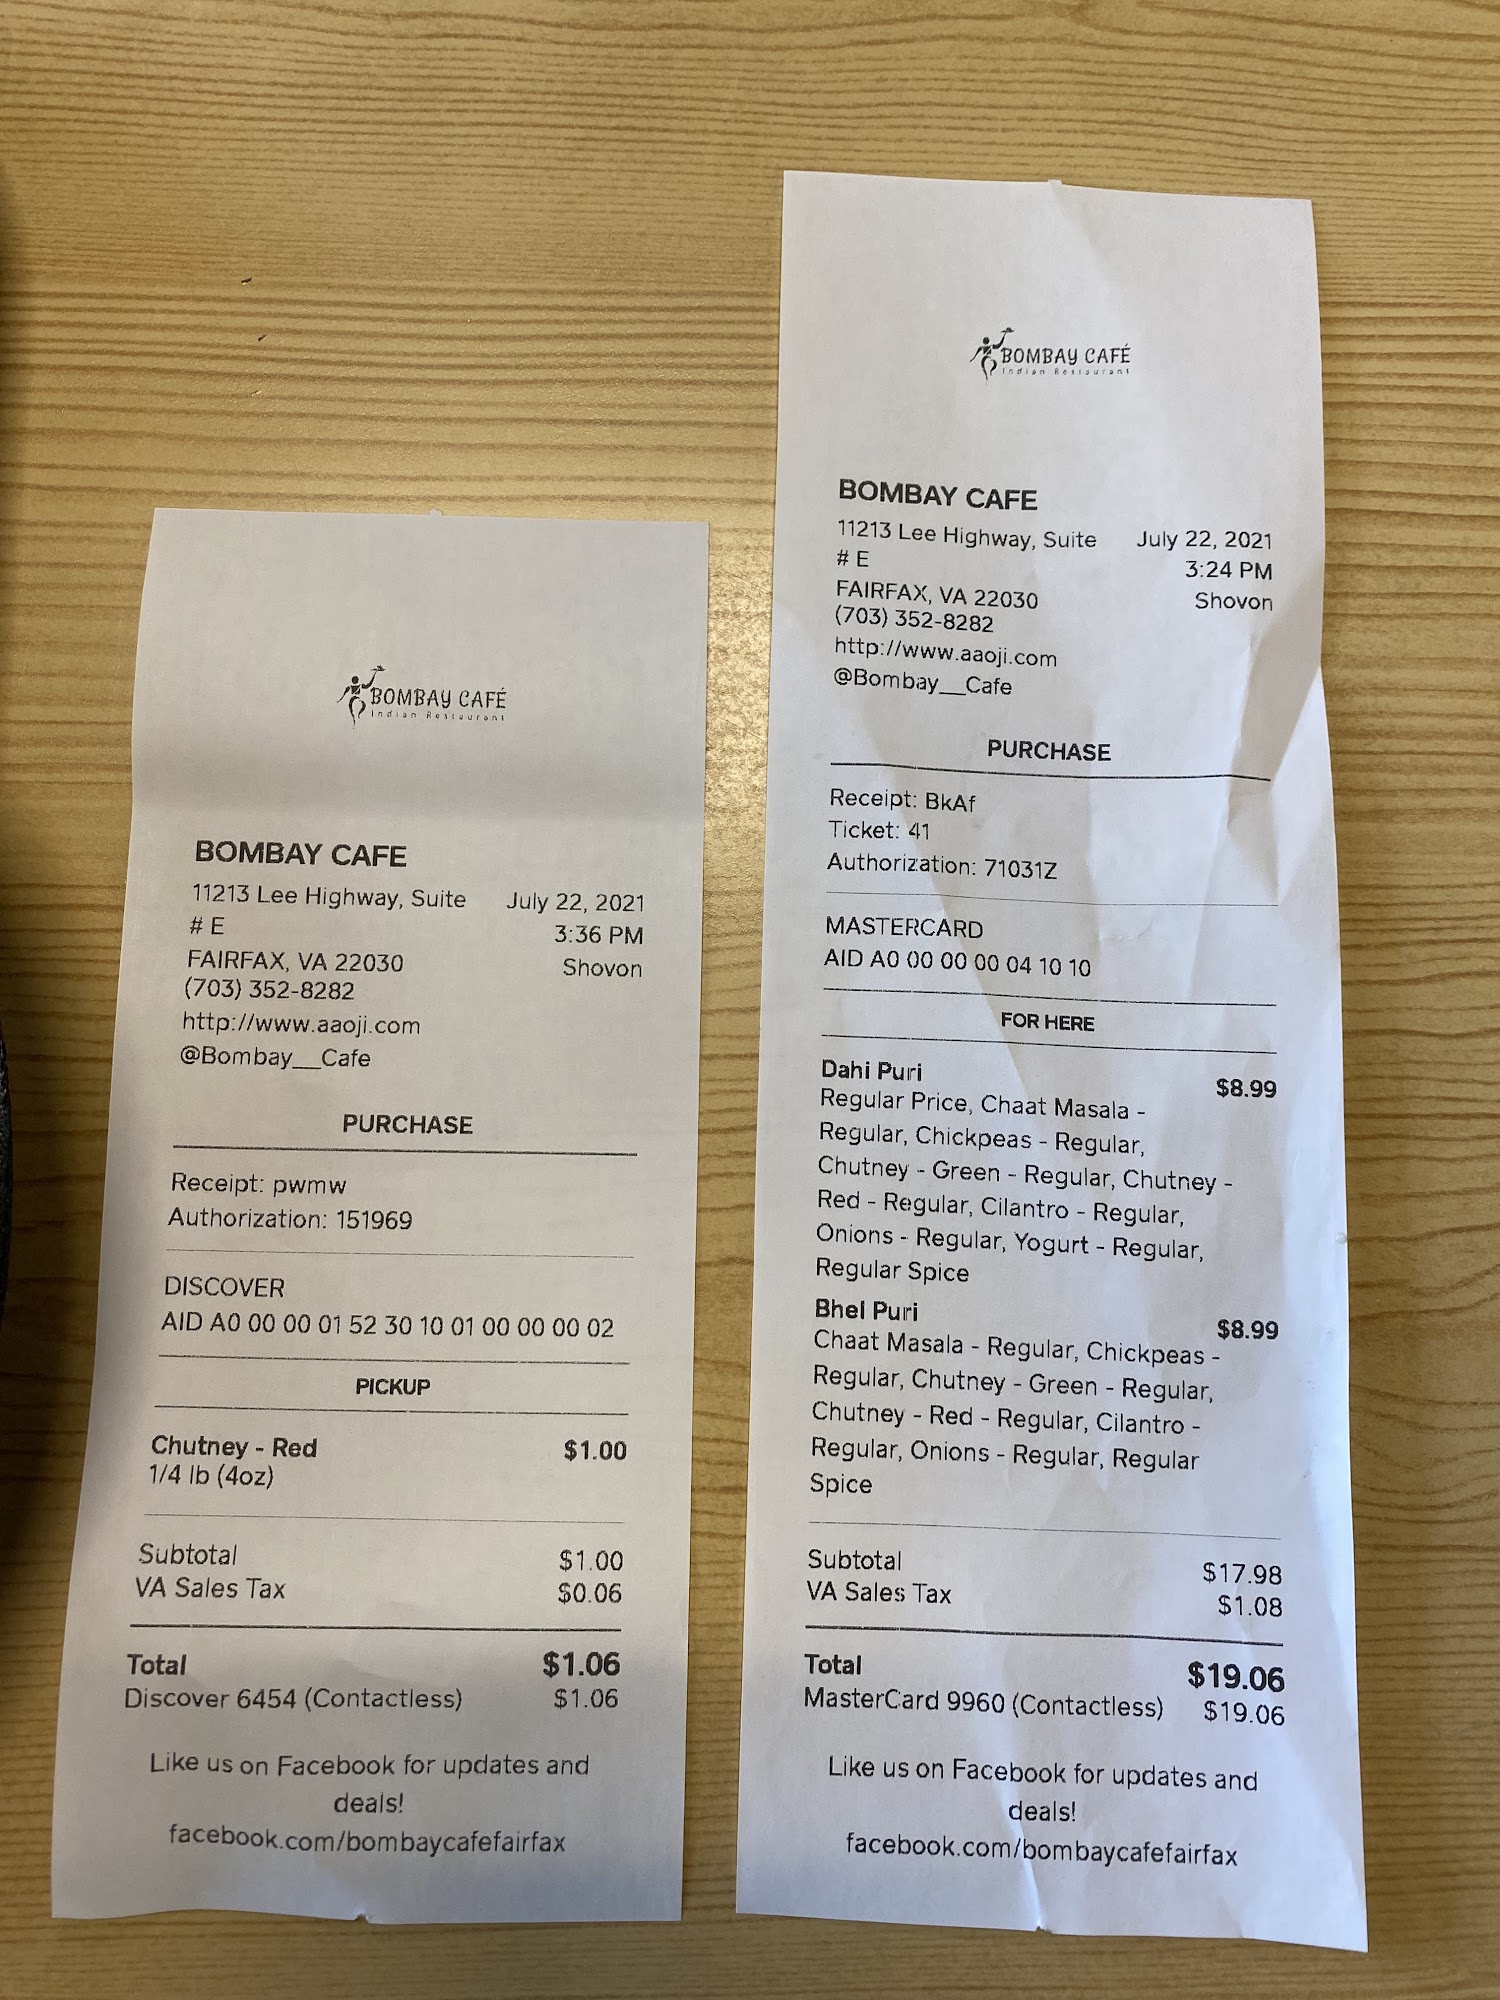 BOMBAY CAFÉ
Indian Restaurant
BOMBAY CAFE
11213 Lee Highway, Suite July 22, 2021
# E 3:36 PM
FAIRFAX, VA 22030 Shovon
(703) 352-8282
http://www.aaoji.com
@Bombay__Cafe
PURCHASE
Receipt: pwmw
Authorization: 151969
DISCOVER
AID A0 00 00 01 52 30 10 01 00 00 00 02
PICKUP
Chutney - Red $1.00
1/4 lb (4oz)
Subtotal $1.00
VA Sales Tax $0.06
Total $1.06
Discover 6454 (Contactless) $1.06
Like us on Facebook for updates and
deals!
facebook.com/bombaycafefairfax
BOMBAY CAFÉ
Indian Restaurant
BOMBAY CAFE
11213 Lee Highway, Suite July 22, 2021
# E 3:24 PM
FAIRFAX, VA 22030 Shovon
(703) 352-8282
http://www.aaoji.com
@Bombay__Cafe
PURCHASE
Receipt: BkAf
Ticket: 41
Authorization: 71031Z
MASTERCARD
AID A0 00 00 00 04 10 10
FOR HERE
Dahi Puri $8.99
Regular Price, Chaat Masala -
Regular, Chickpeas - Regular,
Chutney - Green - Regular, Chutney -
Red - Regular, Cilantro - Regular,
Onions - Regular, Yogurt - Regular,
Regular Spice
Bhel Puri $8.99
Chaat Masala - Regular, Chickpeas -
Regular, Chutney - Green - Regular,
Chutney - Red - Regular, Cilantro -
Regular, Onions - Regular, Regular
Spice
Subtotal $17.98
VA Sales Tax $1.08
Total $19.06
MasterCard 9960 (Contactless) $19.06
Like us on Facebook for updates and
deals!
facebook.com/bombaycafefairfax